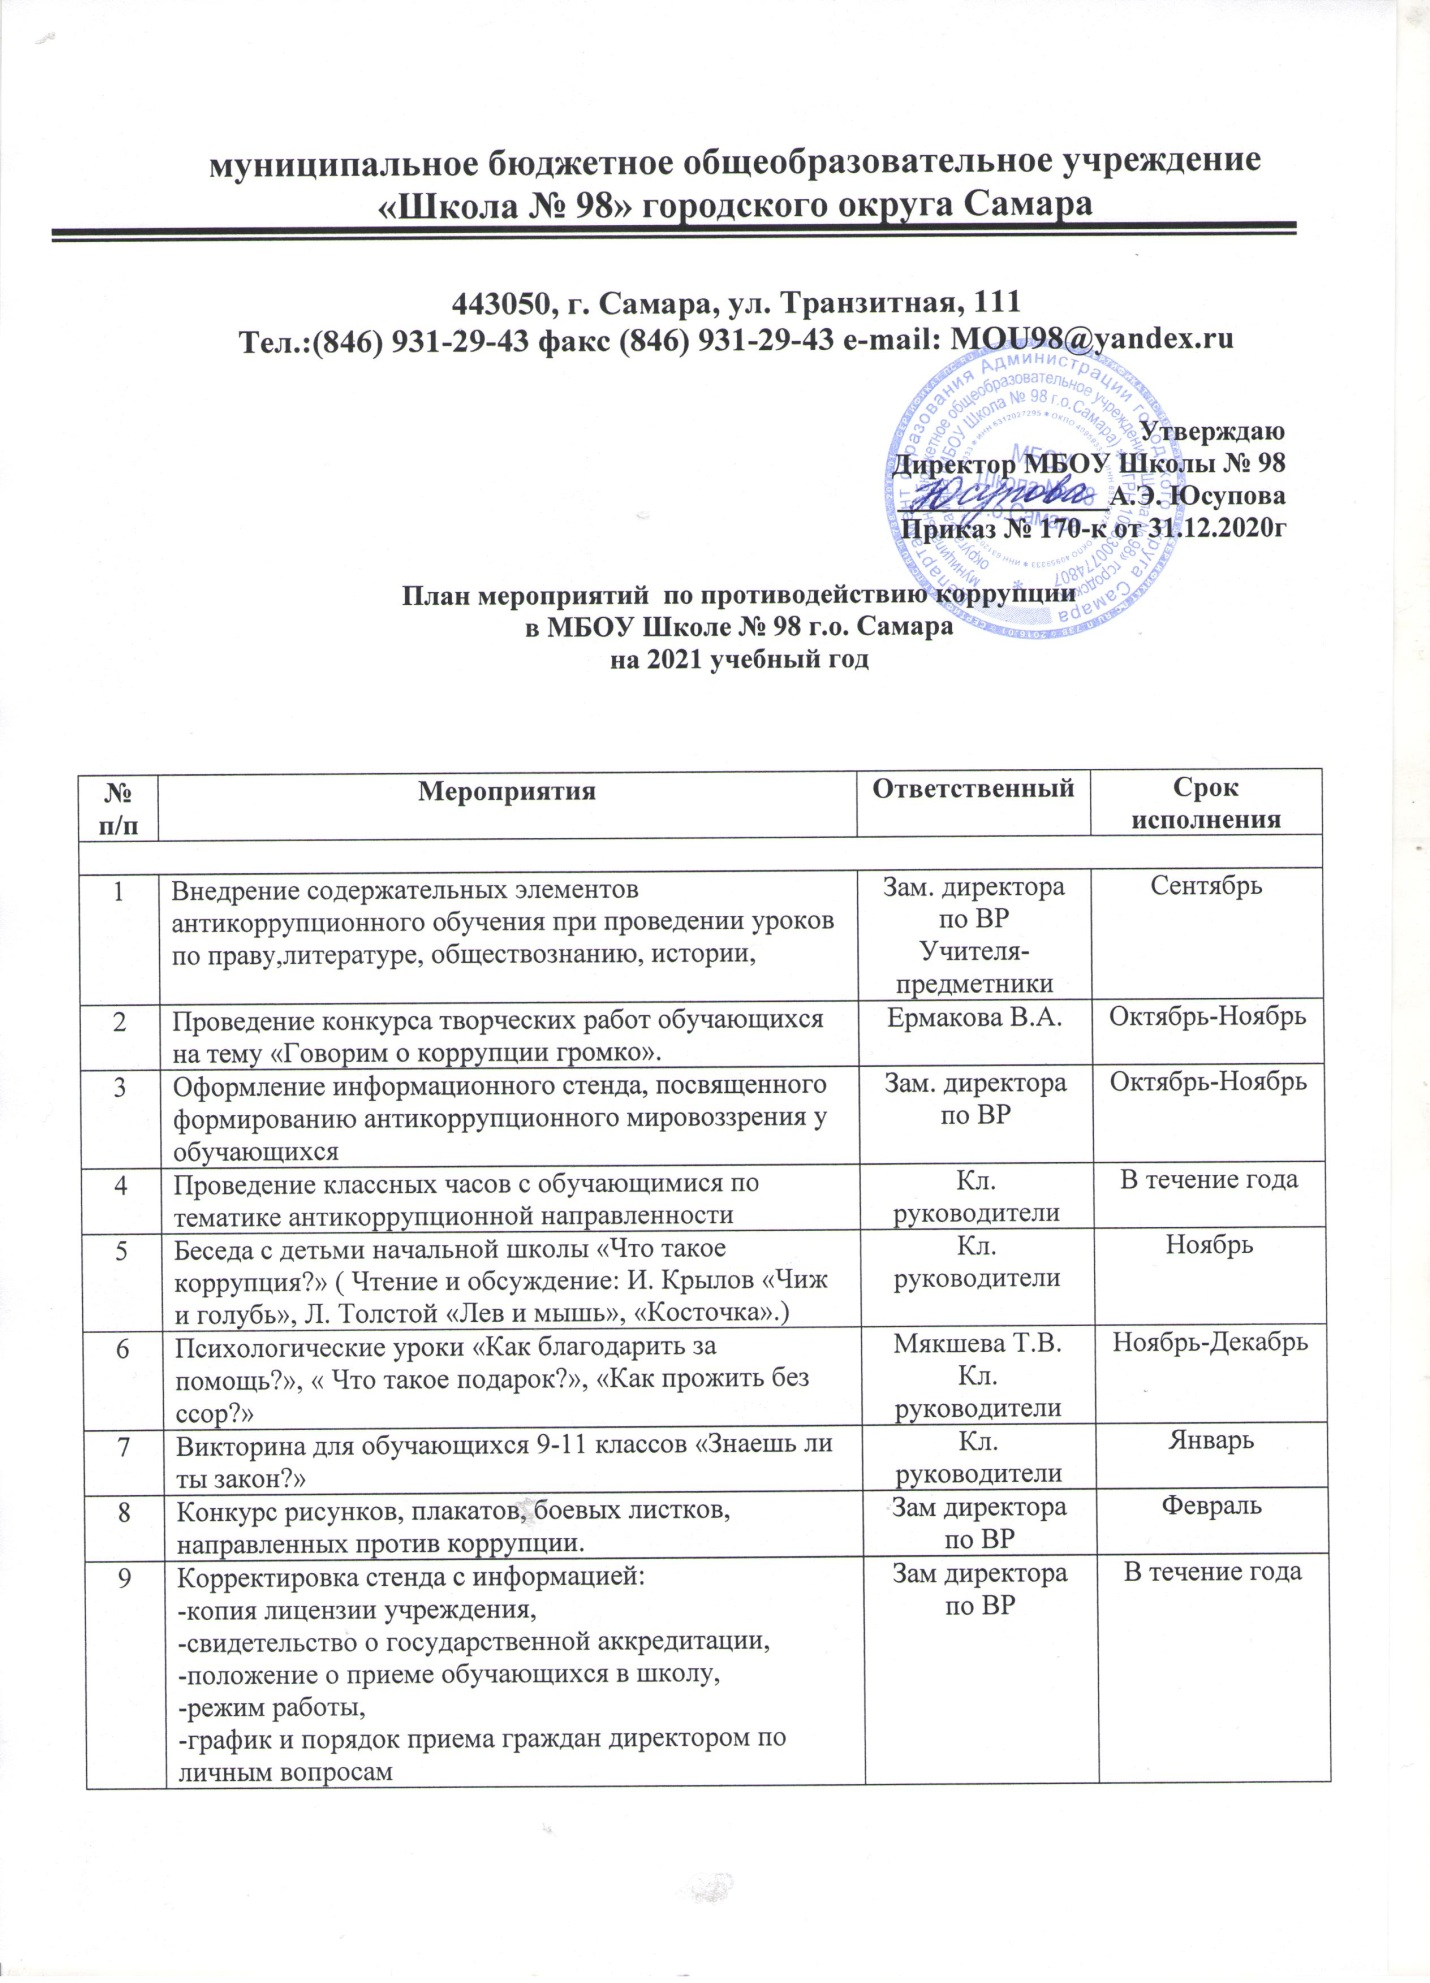 муниципальное бюджетное общеобразовательное учреждение
«Школа № 98» городского округа Самара
443050, г. Самара, ул. Транзитная, 111
Тел.:(846) 931-29-43 факс (846) 931-29-43 e-mail: MOU98@yandex.ru
Утверждаю
Директор МБОУ Школы № 98
Юсупова А.Э. Юсупова
Приказ № 170-к от 31.12.2020г
МБОУ
Школа № 98
г.о.Самара
План мероприятий по противодействию коррупции
в МБОУ Школе № 98 г.о. Самара
на 2021 учебный год
№ Мероприятия Ответственный Срок
п/п исполнения
1 Внедрение содержательных элементов Зам. директора Сентябрь
антикоррупционного обучения при проведении уроков по ВР
по праву,литературе, обществознанию, истории, Учителя-
предметники
2 Проведение конкурса творческих работ обучающихся Ермакова В.А. Октябрь-Ноябрь
на тему «Говорим о коррупции громко».
3 Оформление информационного стенда, посвященного Зам. директора Октябрь-Ноябрь
формированию антикоррупционного мировоззрения у по ВР
обучающихся
4 Проведение классных часов с обучающимися по Кл. В течение года
тематике антикоррупционной направленности руководители
5 Беседа с детьми начальной школы «Что такое Кл. Ноябрь
коррупция?» ( Чтение и обсуждение: И. Крылов «Чиж руководители
и голубь», Л. Толстой «Лев и мышь», «Косточка».)
6 Психологические уроки «Как благодарить за Мякшева Т.В. Ноябрь-Декабрь
помощь?», « Что такое подарок?», «Как прожить без Кл.
ссор?» руководители
7 Викторина для обучающихся 9-11 классов «Знаешь ли Кл. Январь
ты закон?» руководители
8 Конкурс рисунков, плакатов, боевых листков, Зам директора Февраль
направленных против коррупции. по ВР
9 Корректировка стенда с информацией: Зам директора В течение года
-копия лицензии учреждения, по ВР
-свидетельство о государственной аккредитации,
-положение о приеме обучающихся в школу,
-режим работы,
-график и порядок приема граждан директором по
личным вопросам